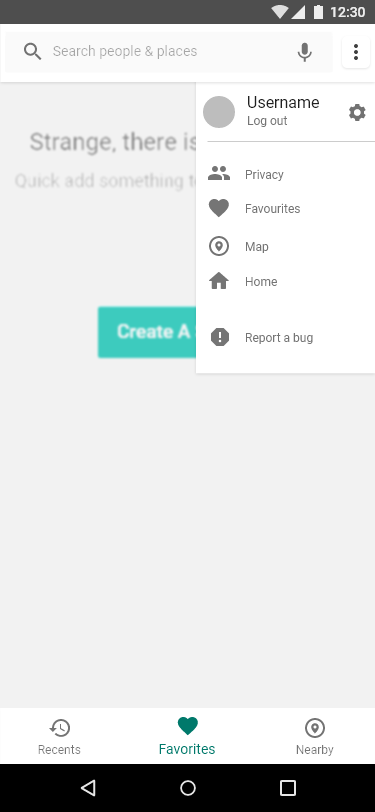 12:30
Search people & places
Username
Log out
Strange, there is
Privacy
Quick add something t
Favourites
Map
Home
Create A
Report a bug
Recents
Favorites
Nearby